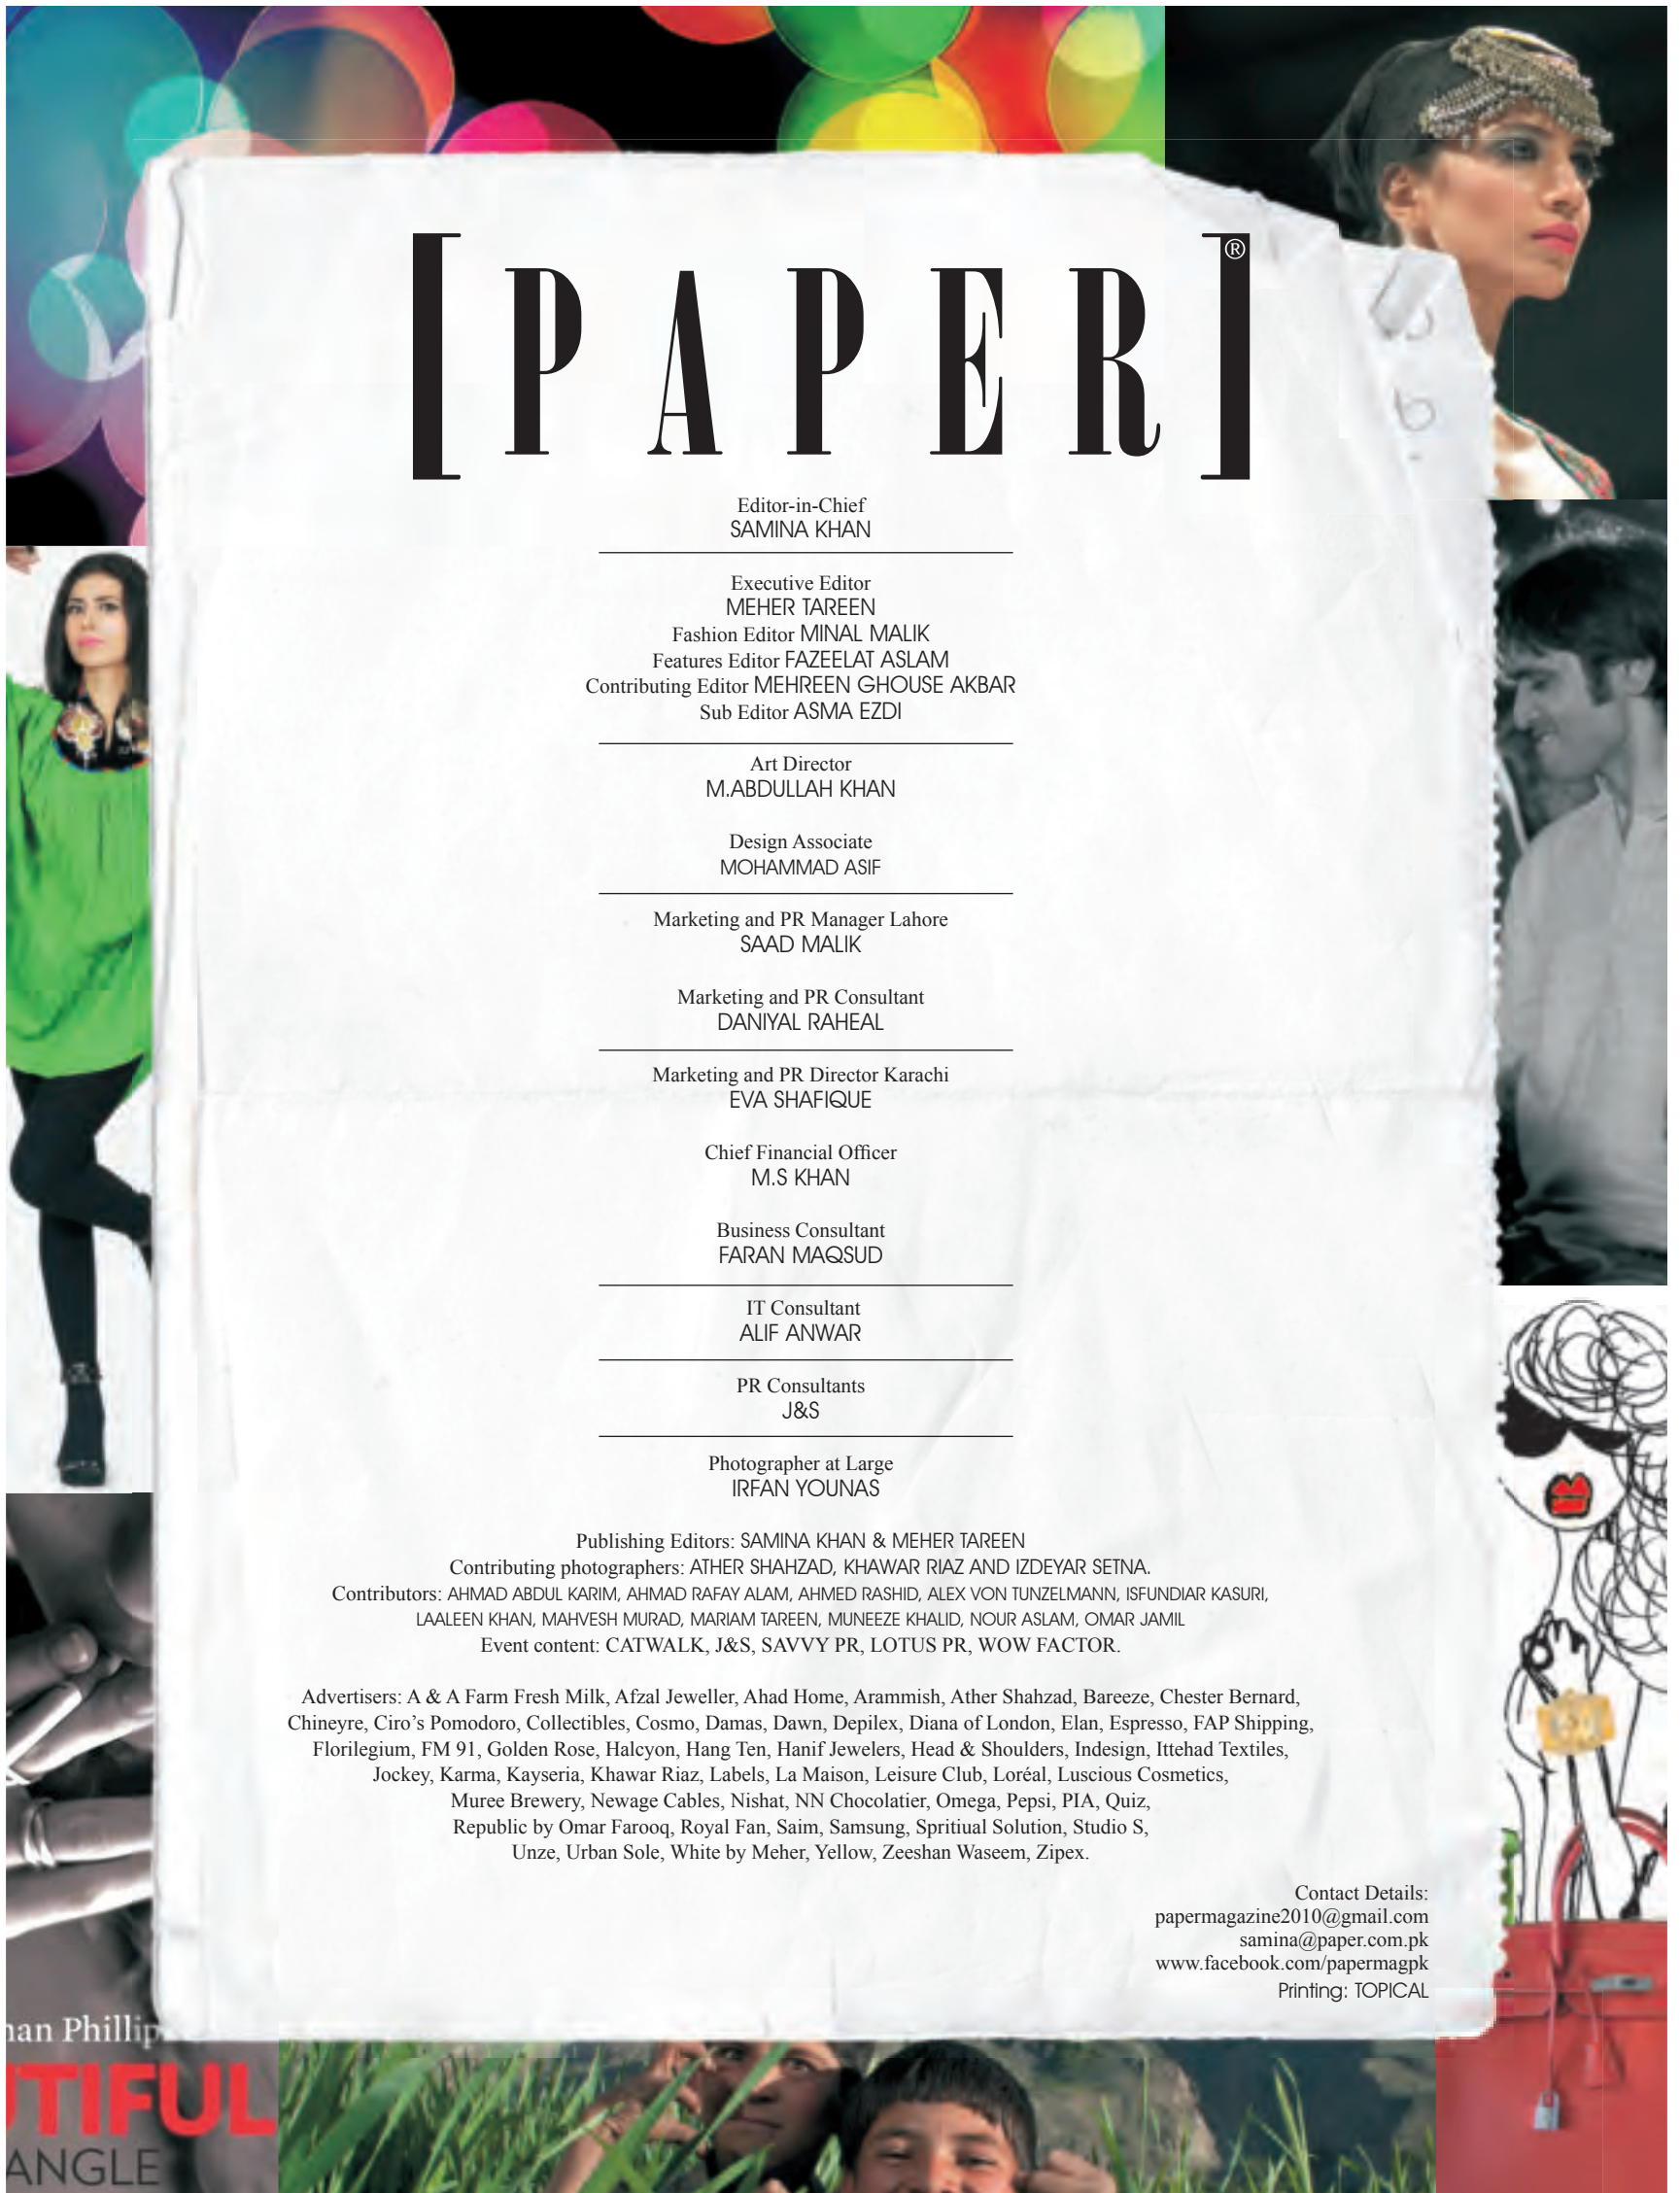 [PAPER]®
Editor-in-Chief
SAMINA KHAN
Executive Editor
MEHER TAREEN
Fashion Editor MINAL MALIK
Features Editor FAZEELAT ASLAM
Contributing Editor MEHREEN GHOUSE AKBAR
Sub Editor ASMA EZDI
Art Director
M.ABDULLAH KHAN
Design Associate
MOHAMMAD ASIF
Marketing and PR Manager Lahore
SAAD MALIK
Marketing and PR Consultant
DANIYAL RAHEAL
Marketing and PR Director Karachi
EVA SHAFIQUE
Chief Financial Officer
M.S KHAN
Business Consultant
FARAN MAQSUD
IT Consultant
ALIF ANWAR
PR Consultants
J&S
Photographer at Large
IRFAN YOUNAS
Publishing Editors: SAMINA KHAN & MEHER TAREEN
Contributing photographers: ATHER SHAHZAD, KHAWAR RIAZ AND IZDEYAR SETNA.
Contributors: AHMAD ABDUL KARIM, AHMAD RAFAY ALAM, AHMED RASHID, ALEX VON TUNZELMANN, ISFUNDIAR KASURI,
LAALEEN KHAN, MAHVESH MURAD, MARIAM TAREEN, MUNEEZE KHALID, NOUR ASLAM, OMAR JAMIL
Event content: CATWALK, J&S, SAVVY PR, LOTUS PR, WOW FACTOR.
Advertisers: A & A Farm Fresh Milk, Afzal Jeweller, Ahad Home, Arammish, Ather Shahzad, Bareeze, Chester Bernard,
Chineyre, Ciro’s Pomodoro, Collectibles, Cosmo, Damas, Dawn, Depilex, Diana of London, Elan, Espresso, FAP Shipping,
Florilegium, FM 91, Golden Rose, Halcyon, Hang Ten, Hanif Jewelers, Head & Shoulders, Indesign, Ittehad Textiles,
Jockey, Karma, Kayseria, Khawar Riaz, Labels, La Maison, Leisure Club, Loréal, Luscious Cosmetics,
Muree Brewery, Newage Cables, Nishat, NN Chocolatier, Omega, Pepsi, PIA, Quiz,
Republic by Omar Farooq, Royal Fan, Saim, Samsung, Spritiual Solution, Studio S,
Unze, Urban Sole, White by Meher, Yellow, Zeeshan Waseem, Zipex.
Contact Details:
papermagazine2010@gmail.com
samina@paper.com.pk
www.facebook.com/papermagpk
Printing: TOPICAL
an Phillip
TIFUL
ANGLE